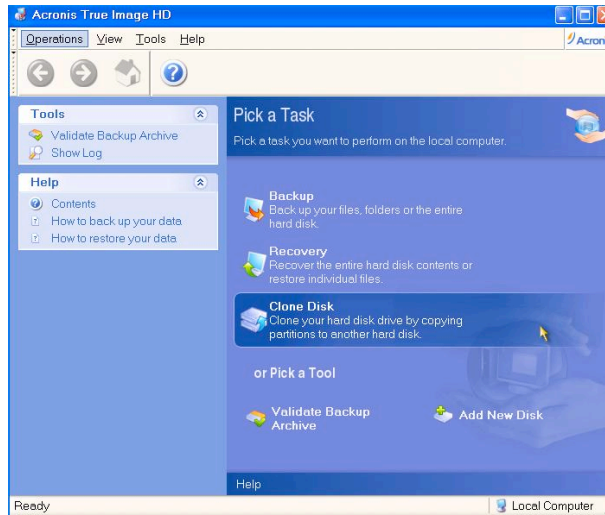 Acronis True Image HD
Operations View Tools Help
Acron
Tools
Validate Backup Archive
Show Log
Help
Contents
How to back up your data
How to restore your data
Pick a Task
Pick a task you want to perform on the local computer.
Backup
Back up your files, folders or the entire
hard disk.
Recovery
Recover the entire hard disk contents or
restore individual files.
Clone Disk
Clone your hard disk drive by copying
partitions to another hard disk.
or Pick a Tool
Validate Backup
Archive
Add New Disk
Help
Ready
Local Computer